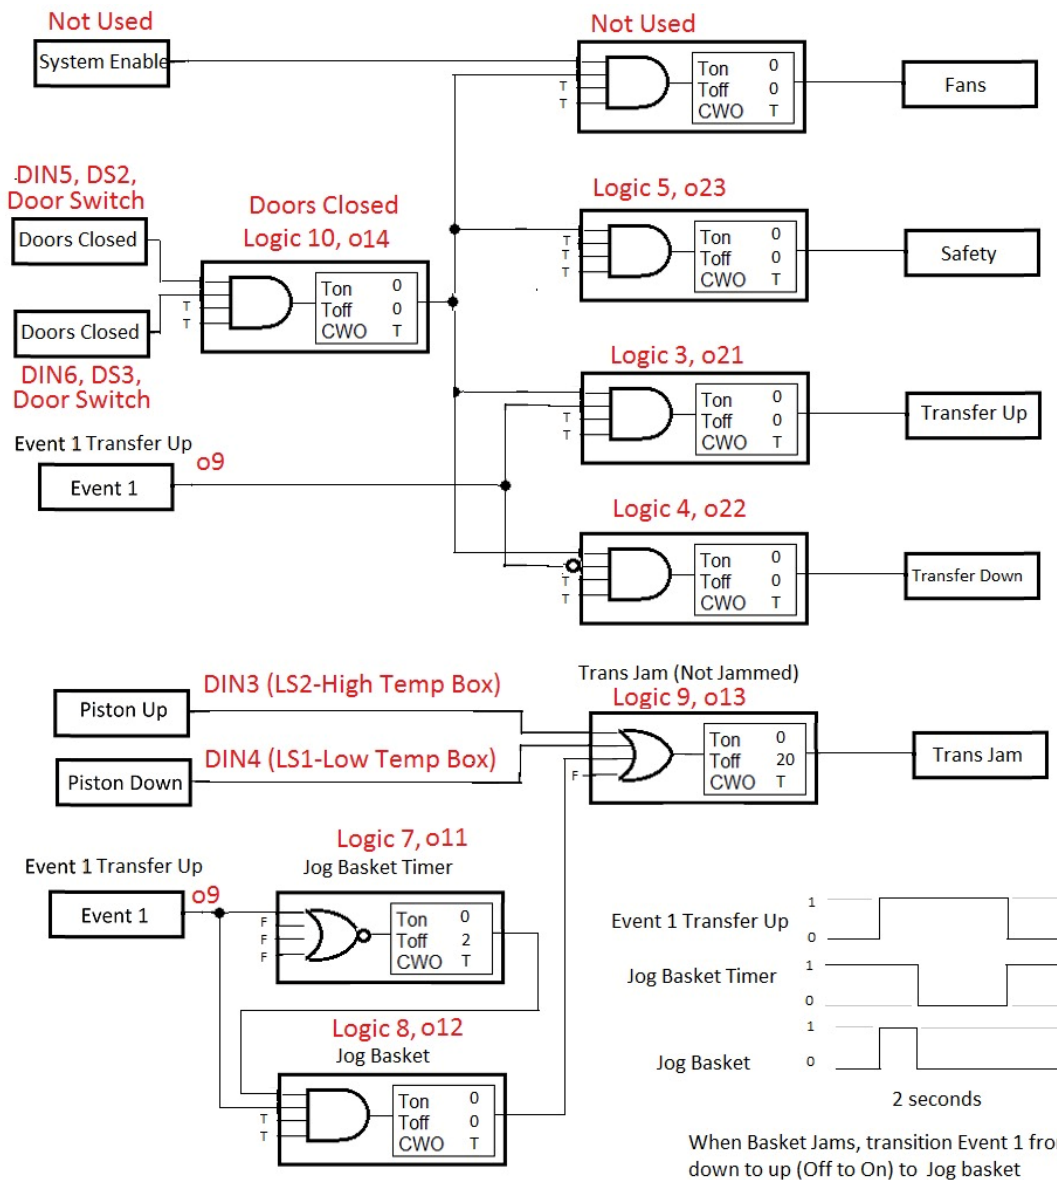 Not Used
System Enable
Not Used
Ton 0
Toff 0
CWO T
T
T
Fans
DIN5, DS2,
Door Switch
Doors Closed
Doors Closed
Logic 10, o14
Ton 0
Toff 0
CWO T
T
T
Doors Closed
DIN6, DS3,
Door Switch
Logic 5, o23
Ton 0
Toff 0
CWO T
T
T
T
Safety
Logic 3, o21
Ton 0
Toff 0
CWO T
T
T
Transfer Up
Event 1 Transfer Up
o9
Event 1
Logic 4, o22
Ton 0
Toff 0
CWO T
T
T
Transfer Down
Piston Up
DIN3 (LS2-High Temp Box)
Piston Down
DIN4 (LS1-Low Temp Box)
Trans Jam (Not Jammed)
Logic 9, o13
Ton 0
Toff 20
CWO T
F
Trans Jam
Event 1 Transfer Up
o9
Event 1
Logic 7, o11
Jog Basket Timer
Ton 0
Toff 2
CWO T
F
F
F
Logic 8, o12
Jog Basket
Ton 0
Toff 0
CWO T
T
T
Event 1 Transfer Up
1
0
Jog Basket Timer
1
0
Jog Basket
1
0
2 seconds
When Basket Jams, transition Event 1 fro
down to up (Off to On) to Jog basket